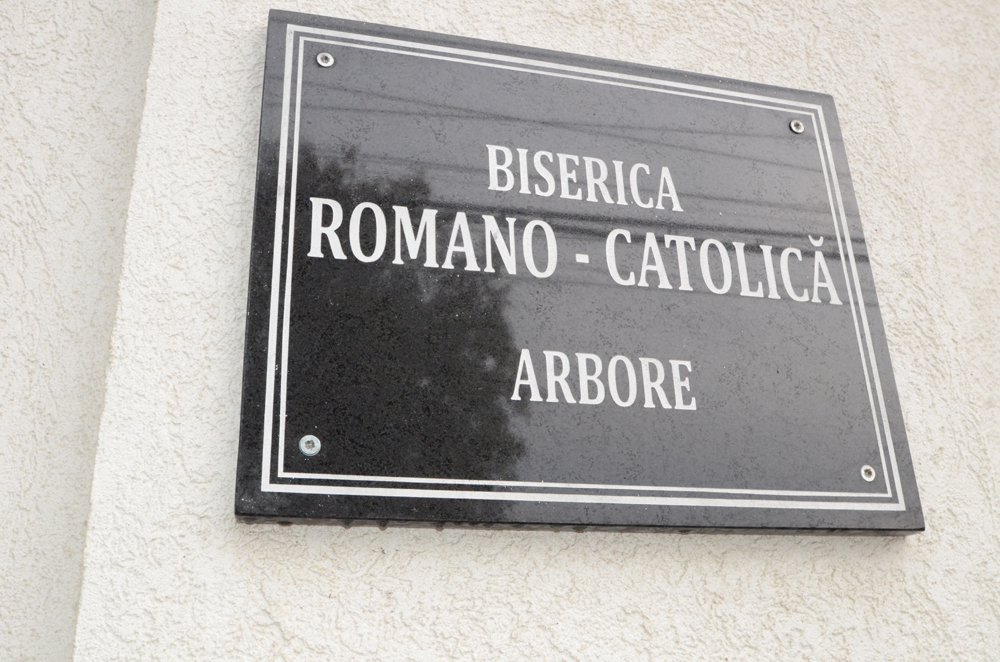 BISERICA
ROMANO - CATOLICĂ
ARBORE